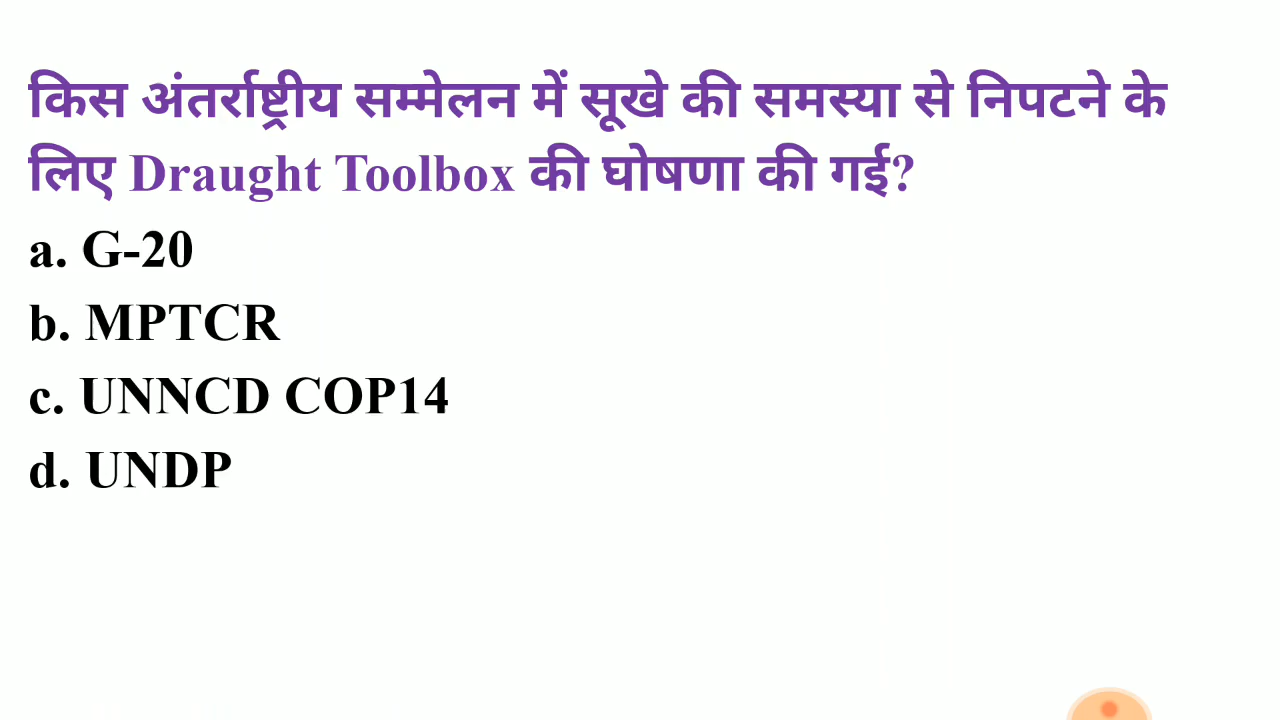 किस अंतर्राष्ट्रीय सम्मेलन में सूखे की समस्या से निपटने के
लिए Draught Toolbox की घोषणा की गई?
a. G-20
b. MPTCR
c. UNNCD COP14
d. UNDP